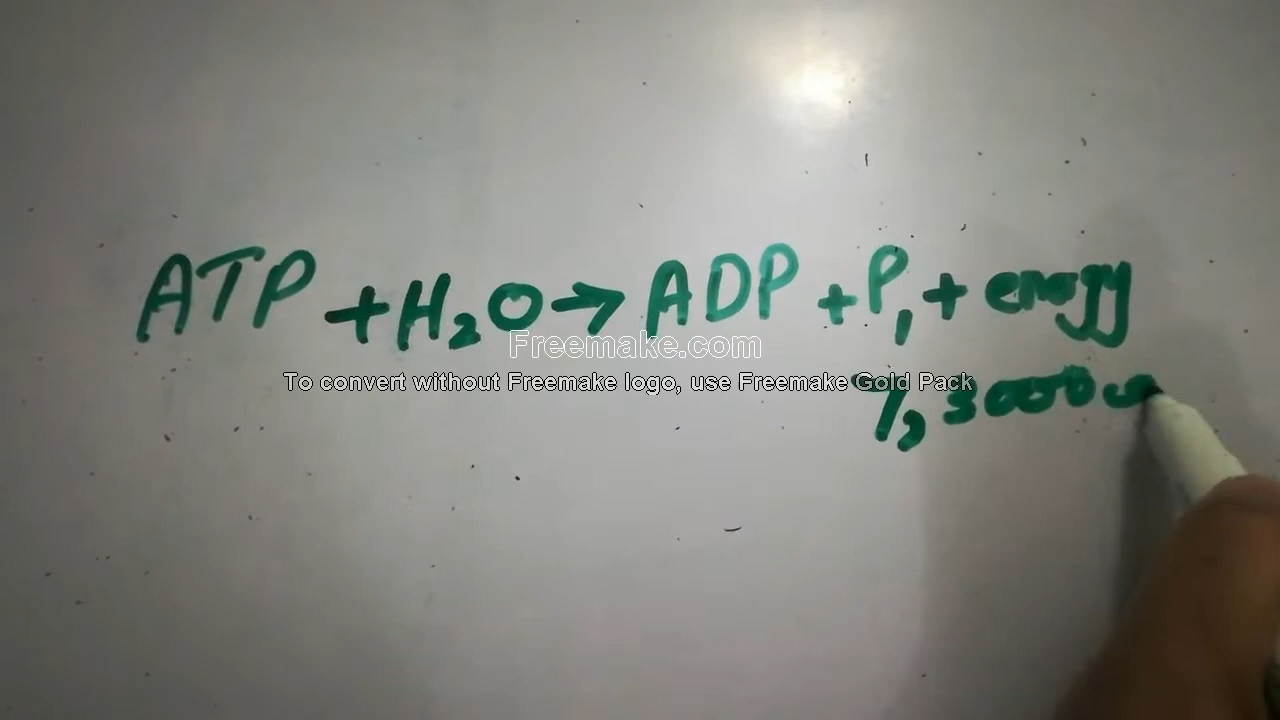 ATP + H₂O → ADP + Pi + energy
Freemake.com
To convert without Freemake logo, use Freemake Gold Pack
7,3000 c